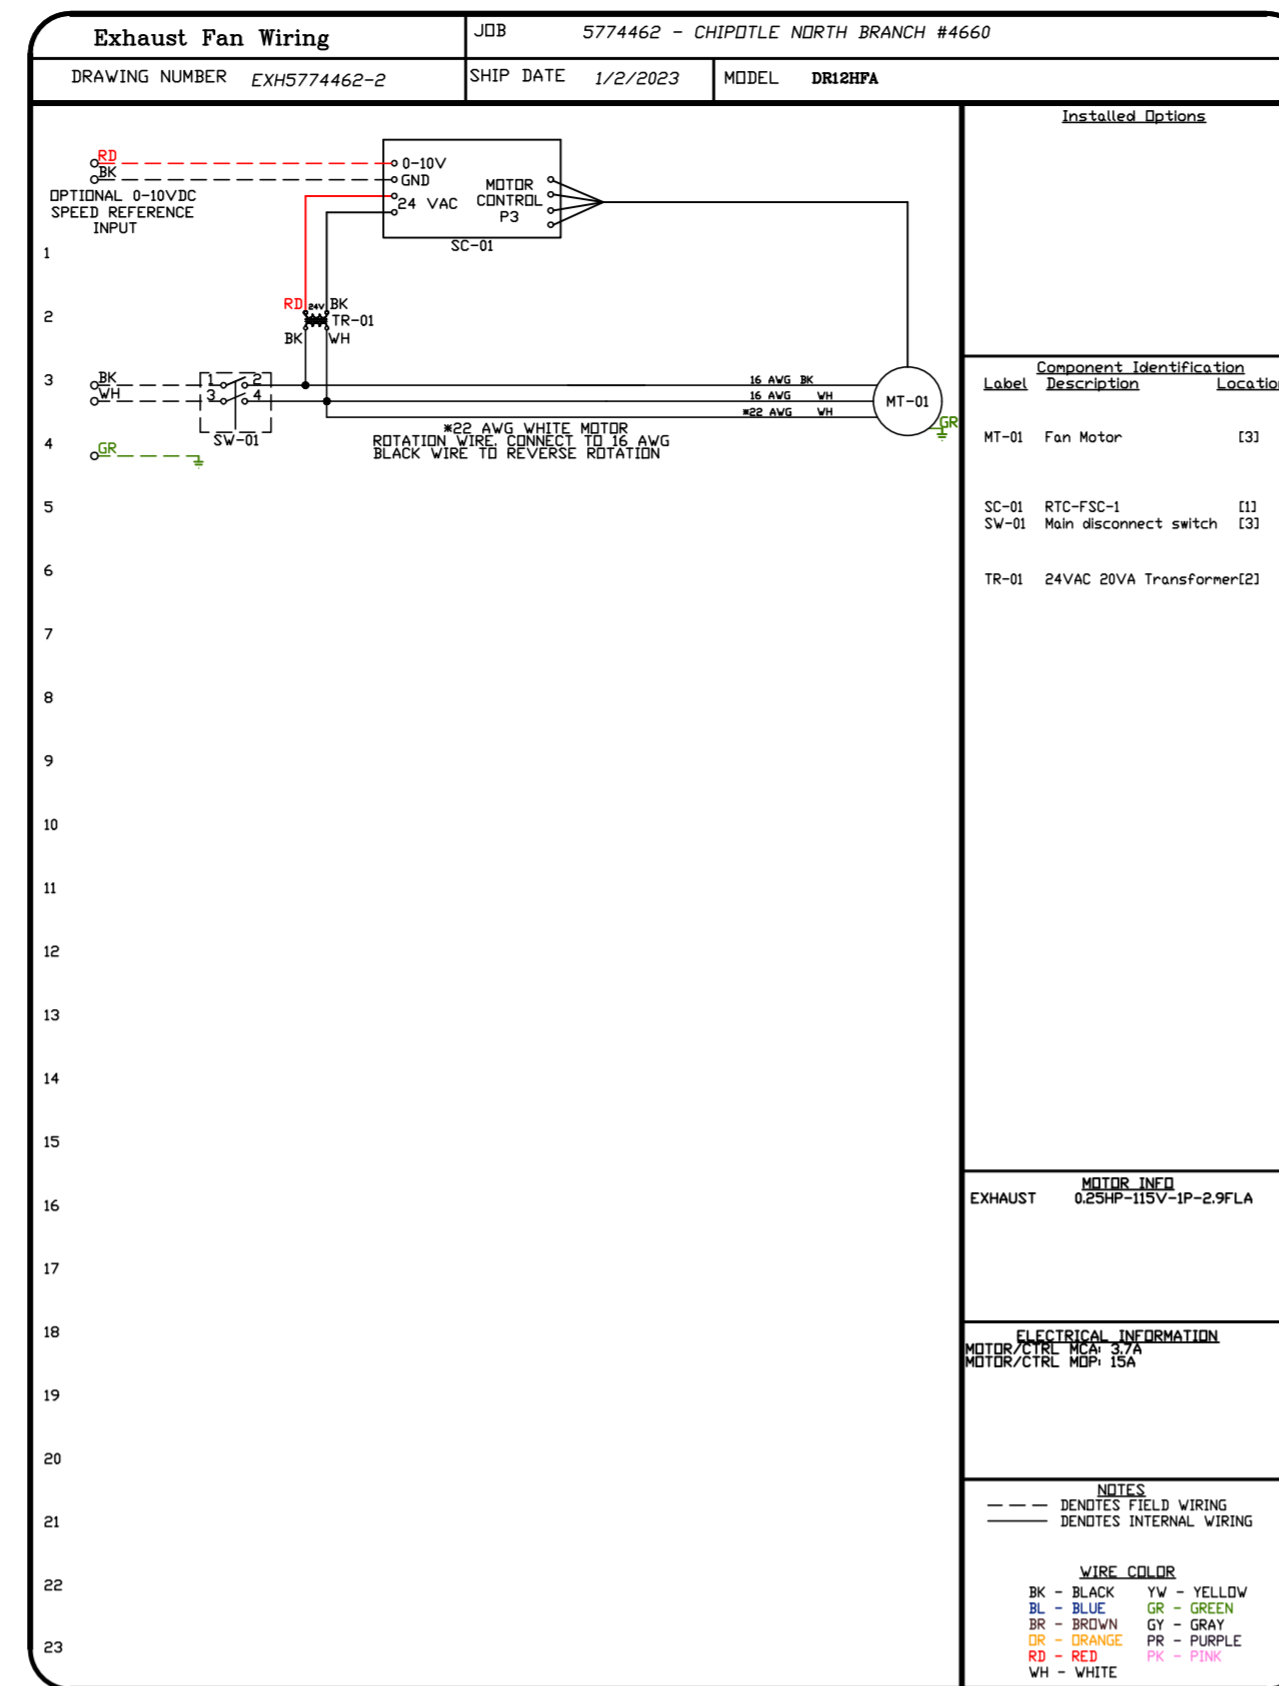 Exhaust Fan Wiring
JOB 5774462 - CHIPOTLE NORTH BRANCH #4660
DRAWING NUMBER EXH5774462-2
SHIP DATE 1/2/2023
MODEL DR12HFA
RD
BK
OPTIONAL 0-10VDC
SPEED REFERENCE
INPUT
0-10V
GND
24 VAC
MOTOR
CONTROL
P3
SC-01
RD 24V BK
TR-01
BK WH
BK
WH
1 2
3 4
SW-01
GR
16 AWG BK
16 AWG WH
*22 AWG WH
MT-01
GR
*22 AWG WHITE MOTOR
ROTATION WIRE. CONNECT TO 16 AWG
BLACK WIRE TO REVERSE ROTATION
1
2
3
4
5
6
7
8
9
10
11
12
13
14
15
16
17
18
19
20
21
22
23
Installed Options
Component Identification
Label Description Location
MT-01 Fan Motor [3]
SC-01 RTC-FSC-1 [1]
SW-01 Main disconnect switch [3]
TR-01 24VAC 20VA Transformer[2]
MOTOR INFO
EXHAUST 0.25HP-115V-1P-2.9FLA
ELECTRICAL INFORMATION
MOTOR/CTRL MCA: 3.7A
MOTOR/CTRL MOP: 15A
NOTES
DENOTES FIELD WIRING
DENOTES INTERNAL WIRING
WIRE COLOR
BK - BLACK YW - YELLOW
BL - BLUE GR - GREEN
BR - BROWN GY - GRAY
OR - ORANGE PR - PURPLE
RD - RED PK - PINK
WH - WHITE